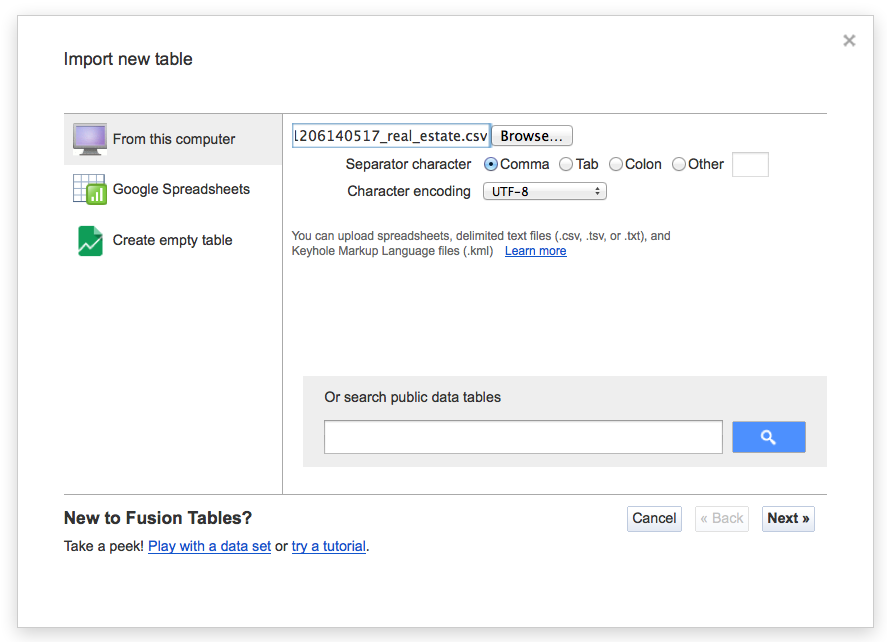 Import new table
From this computer
Google Spreadsheets
Create empty table
1206140517_real_estate.csv Browse...
Separator character Comma Tab Colon Other
Character encoding UTF-8
You can upload spreadsheets, delimited text files (.csv, .tsv, or .txt), and
Keyhole Markup Language files (.kml) Learn more
Or search public data tables
New to Fusion Tables?
Take a peek! Play with a data set or try a tutorial.
Cancel « Back Next »